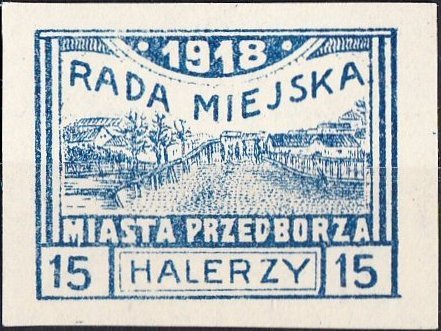 1918
RADA MIEJSKA
MIASTA PRZEDBORZA
15 HALERZY 15